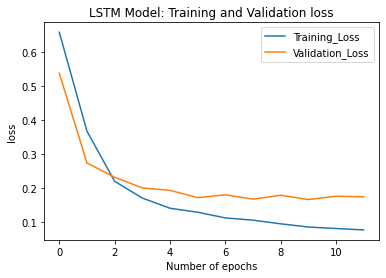 LSTM Model: Training and Validation loss
Training_Loss
Validation_Loss
loss
0.6
0.5
0.4
0.3
0.2
0.1
0 2 4 6 8 10
Number of epochs